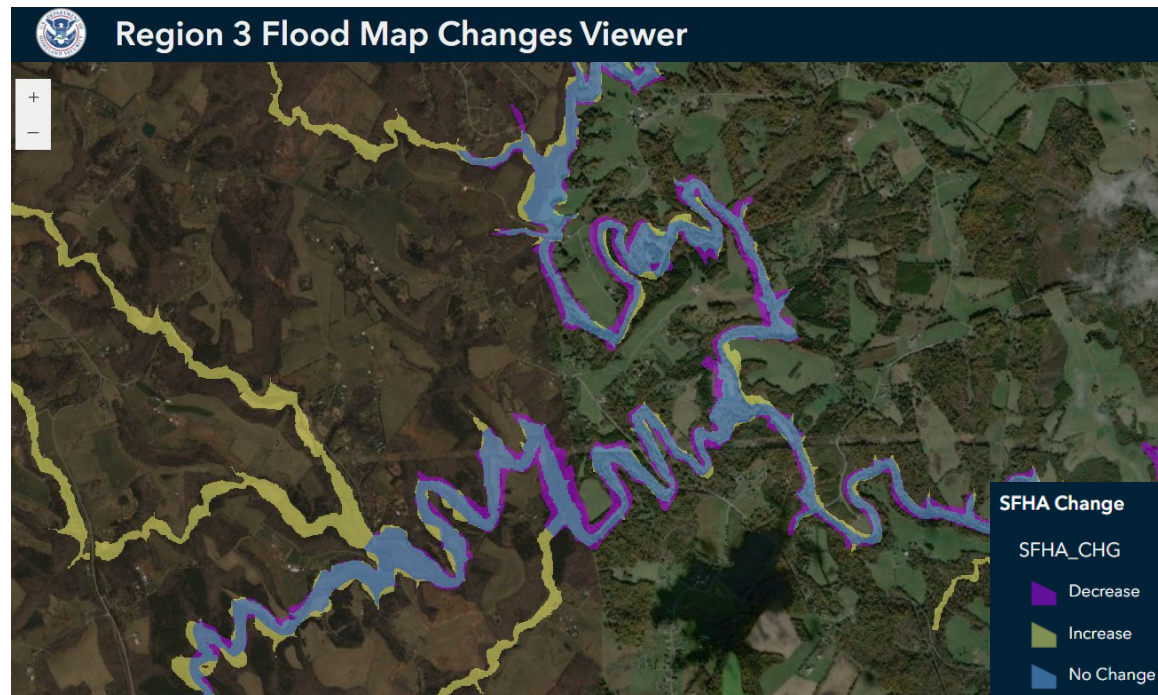 Region 3 Flood Map Changes Viewer
+
−
SFHA Change
SFHA_CHG
Decrease
Increase
No Change